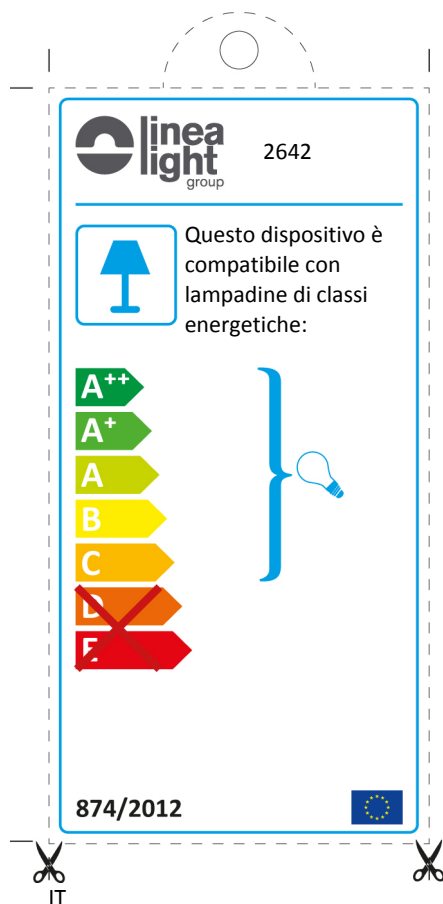 linea
light
group
2642
Questo dispositivo è
compatibile con
lampadine di classi
energetiche:
A++
A+
A
B
C
D
E
874/2012
IT